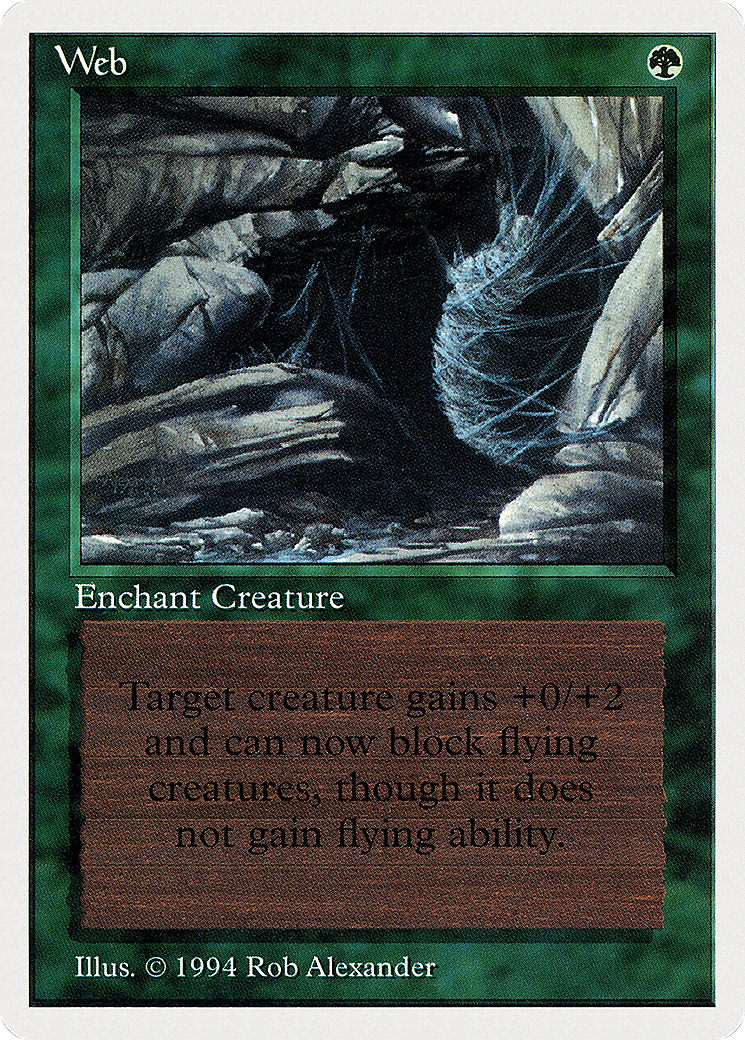 Web
Enchant Creature
Target creature gains +0/+2
and can now block flying
creatures, though it does
not gain flying ability.
Illus. © 1994 Rob Alexander